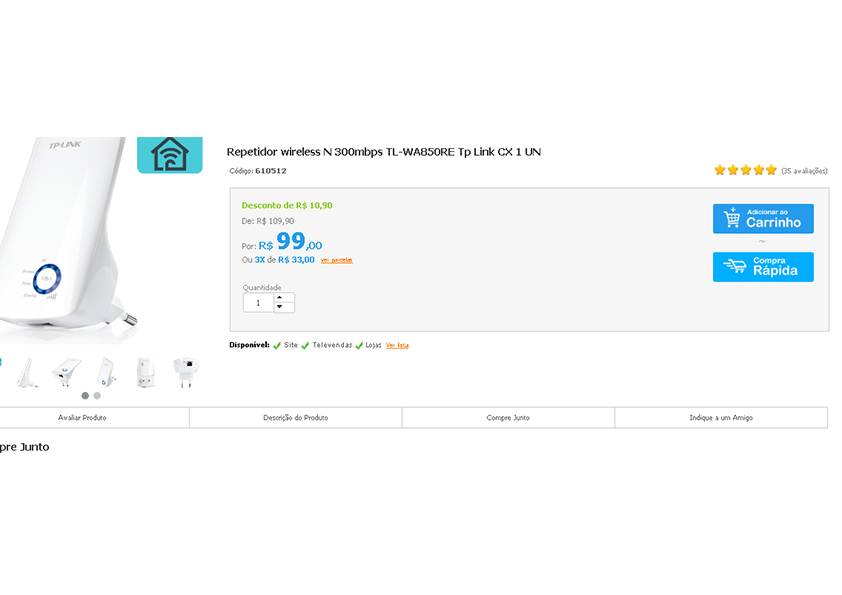 TP-LINK
Repetidor wireless N 300mbps TL-WA850RE Tp Link CX 1 UN
Código: 610512
(35 avaliações)
Desconto de R$ 10,90
De: R$ 109,90
Por: R$ 99,00
Ou 3X de R$ 33,00 ver parcelas
Adicionar ao
Carrinho
ou
Compra
Rápida
Quantidade
1
Disponível: Site Televendas Lojas Ver lista
Avaliar Produto
Descrição do Produto
Compre Junto
Indique a um Amigo
pre Junto